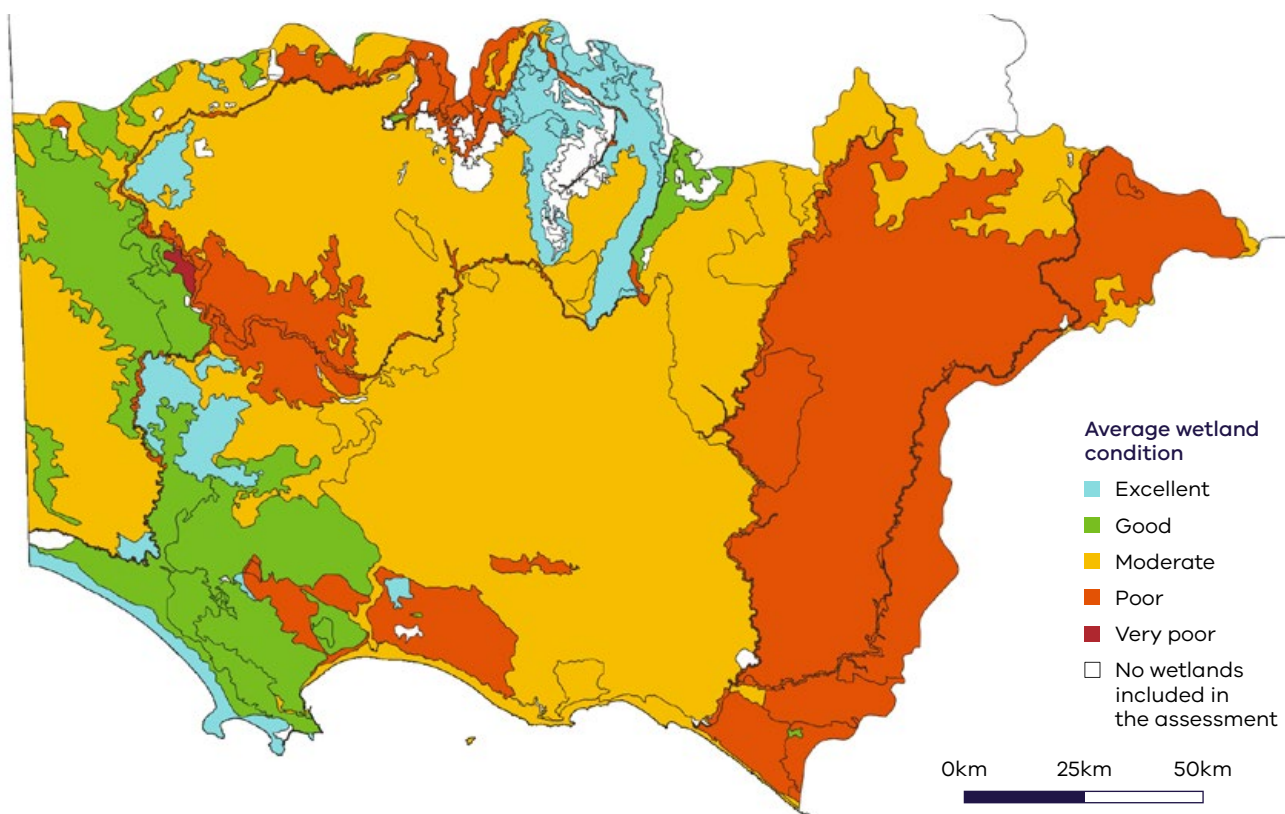 Average wetland
condition
Excellent
Good
Moderate
Poor
Very poor
No wetlands
included in
the assessment
0km 25km 50km